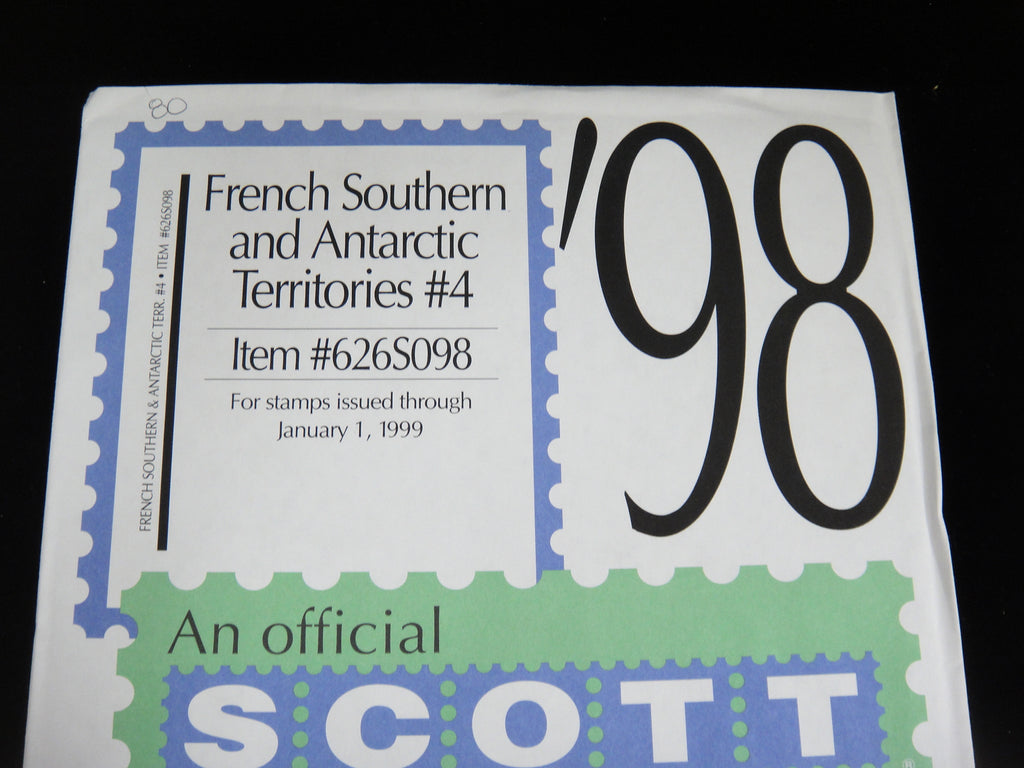 80
French Southern
and Antarctic
Territories #4
Item #626S098
For stamps issued through
January 1, 1999
FRENCH SOUTHERN & ANTARCTIC TERR. #4 • ITEM #626S098
'98
An official
SCOTT®